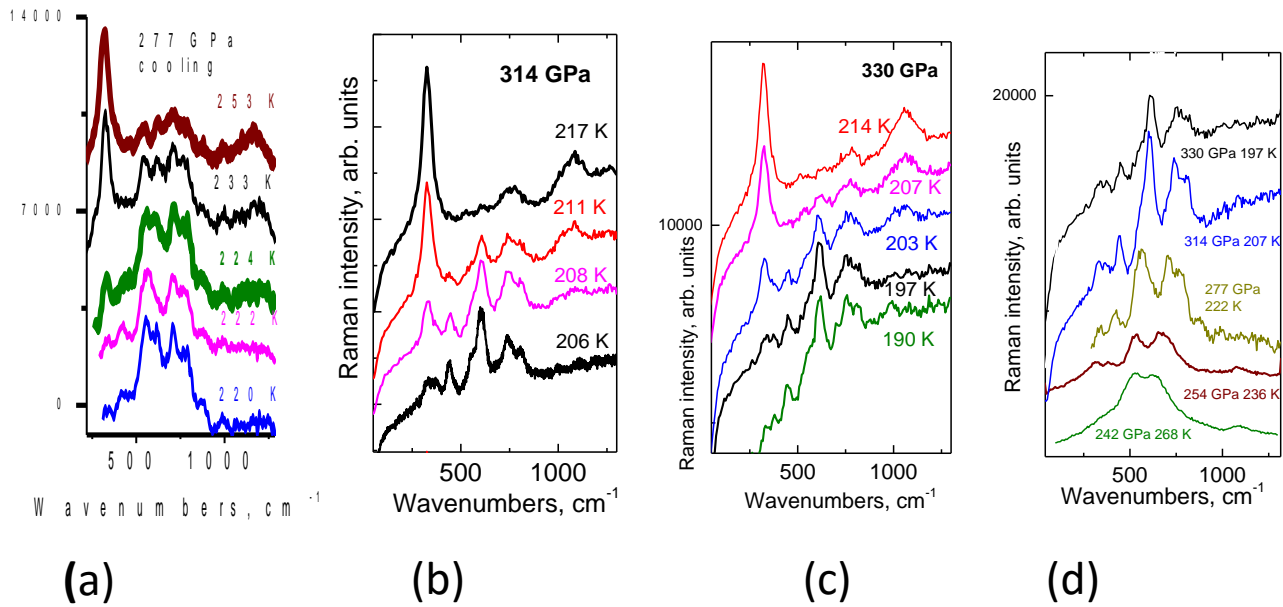 14000
277 GPa
cooling
253 K
233 K
7000
224 K
222 K
220 K
0
500 1000
Wavenumbers, cm-1
(a)
314 GPa
217 K
211 K
208 K
206 K
Raman intensity, arb. units
500 1000
Wavenumbers, cm-1
(b)
330 GPa
214 K
207 K
203 K
10000
197 K
190 K
Raman intensity, arb. units
500 1000
Wavenumbers, cm-1
(c)
20000
330 GPa 197 K
314 GPa 207 K
277 GPa
222 K
254 GPa 236 K
242 GPa 268 K
Raman intensity, arb. units
500 1000
Wavenumbers, cm-1
(d)